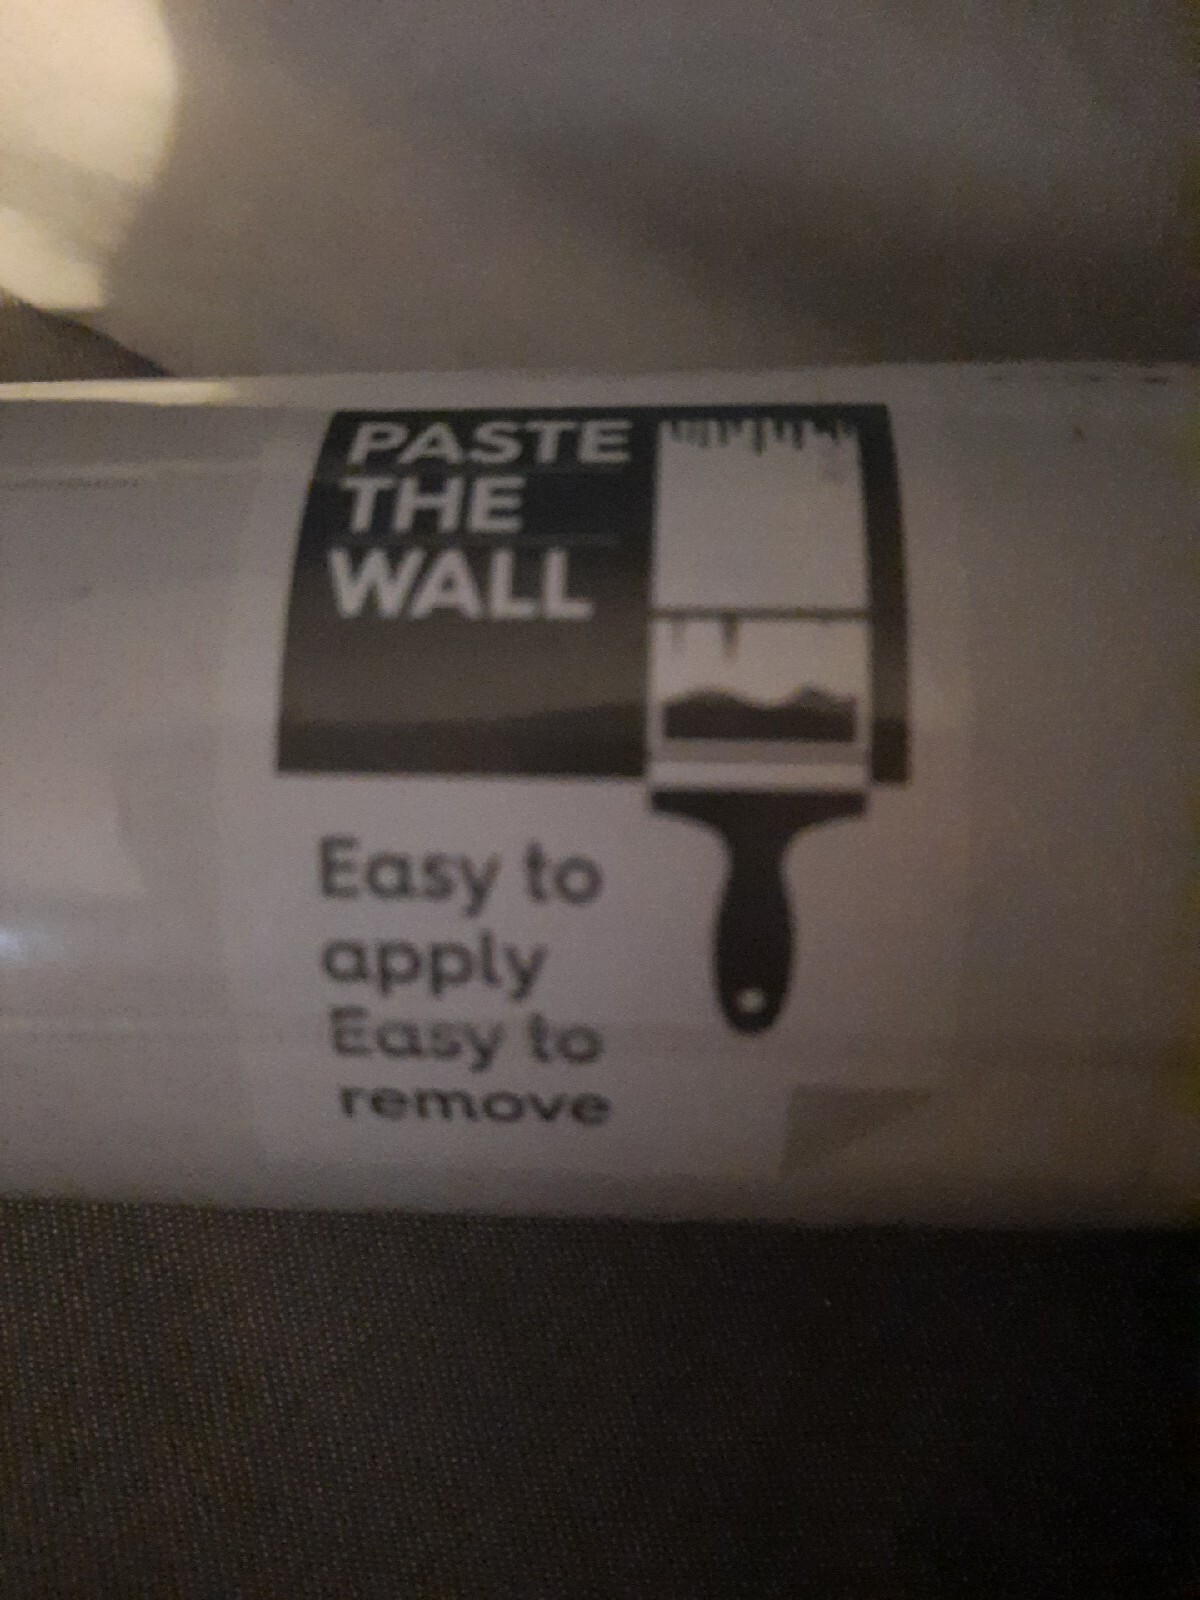 PASTE
THE
WALL
Easy to
apply
Easy to
remove